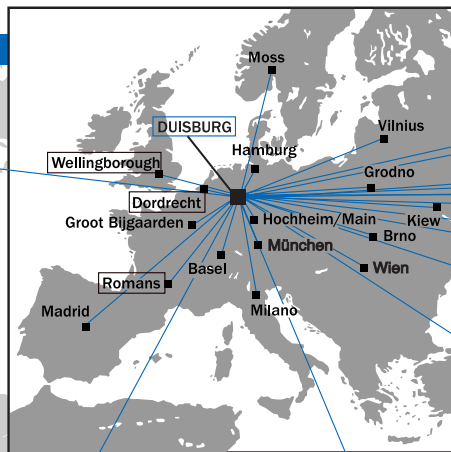 Moss
DUISBURG
Vilnius
Hamburg
Wellingborough
Grodno
Dordrecht
Groot Bijgaarden
Hochheim/Main
Kiew
Brno
München
Basel
Wien
Romans
Madrid
Milano